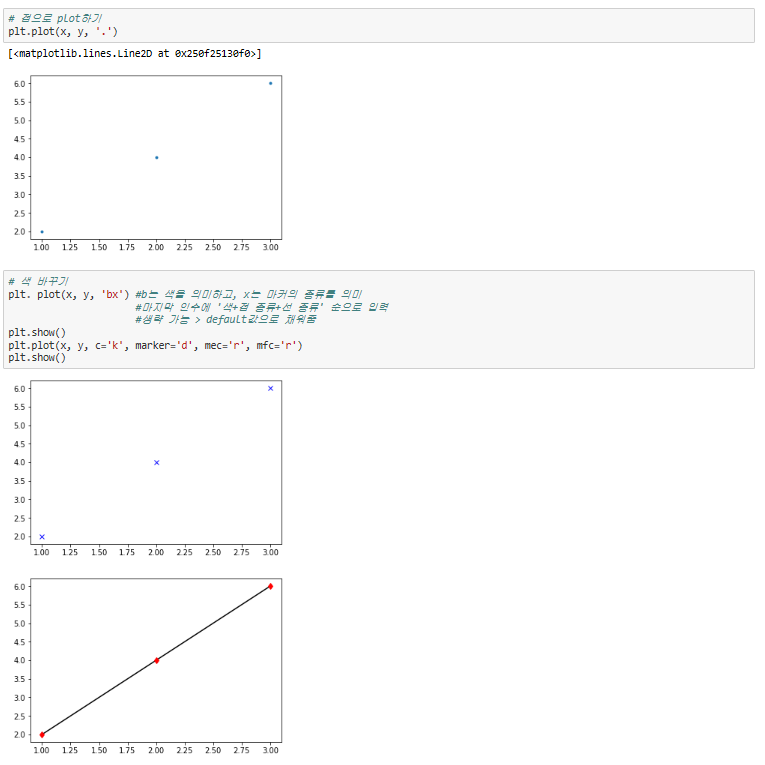 # 점으로 plot하기
plt.plot(x, y, '.')
[<matplotlib.lines.Line2D at 0x250f25130f0>]
6.0
5.5
5.0
4.5
4.0
3.5
3.0
2.5
2.0
1.00 1.25 1.50 1.75 2.00 2.25 2.50 2.75 3.00
# 색 바꾸기
plt. plot(x, y, 'bx') #b는 색을 의미하고, x는 마커의 종류를 의미
#마지막 인수에 '색+점 종류+선 종류' 순으로 입력
#생략 가능 > default값으로 채워줌
plt.show()
plt.plot(x, y, c='k', marker='d', mec='r', mfc='r')
plt.show()
6.0
5.5
5.0
4.5
4.0
3.5
3.0
2.5
2.0
1.00 1.25 1.50 1.75 2.00 2.25 2.50 2.75 3.00
6.0
5.5
5.0
4.5
4.0
3.5
3.0
2.5
2.0
1.00 1.25 1.50 1.75 2.00 2.25 2.50 2.75 3.00